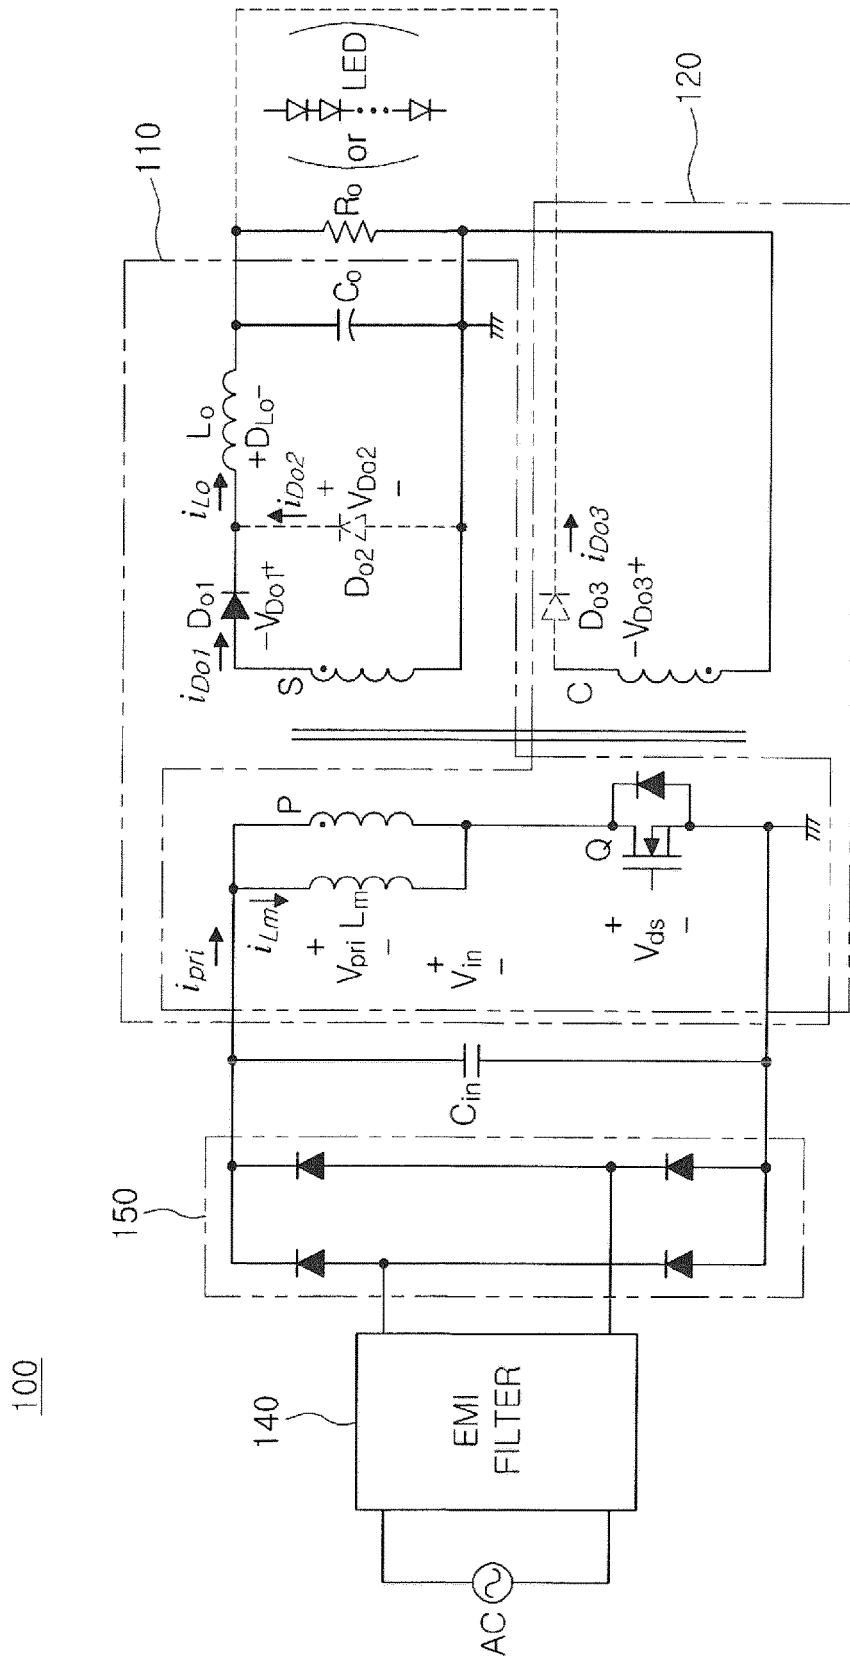 100
AC
140
EMI
FILTER
150
Cin
ipri
iLm
+
Vpri
−
Lm
P
+
Vin
−
Q
+
Vds
−
110
iDo1
Do1
−VDo1+
S
iLo
Lo
+DLo−
iDo2
+
VDo2
−
Do2
Co
Ro
(or LED)
C
Do3
iDo3
−VDo3+
120